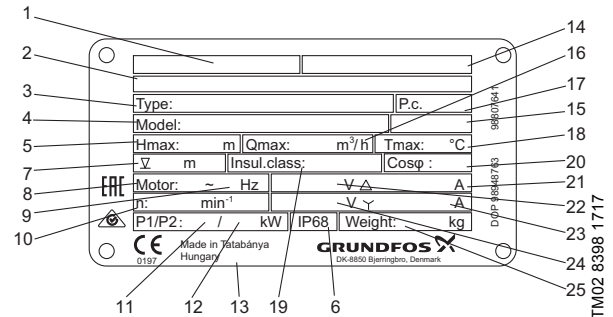 1
14
2
16
3 Type: P.c. 17
4 Model: 15
5 Hmax: m Qmax: m³/h Tmax: °C 18
7 m Insul.class: Cosφ : 20
8 EAC Motor: ~ Hz V △ A 21
9 22
10 n: min⁻¹ V Y A 23
P1/P2: / kW IP68 Weight: kg
24
CE 0197
Made in Tatabánya
Hungary
GRUNDFOS X
DK-8850 Bjerringbro, Denmark
25
11 12 13 19 6
98807641
DOP 98948763
TM02 8398 1717